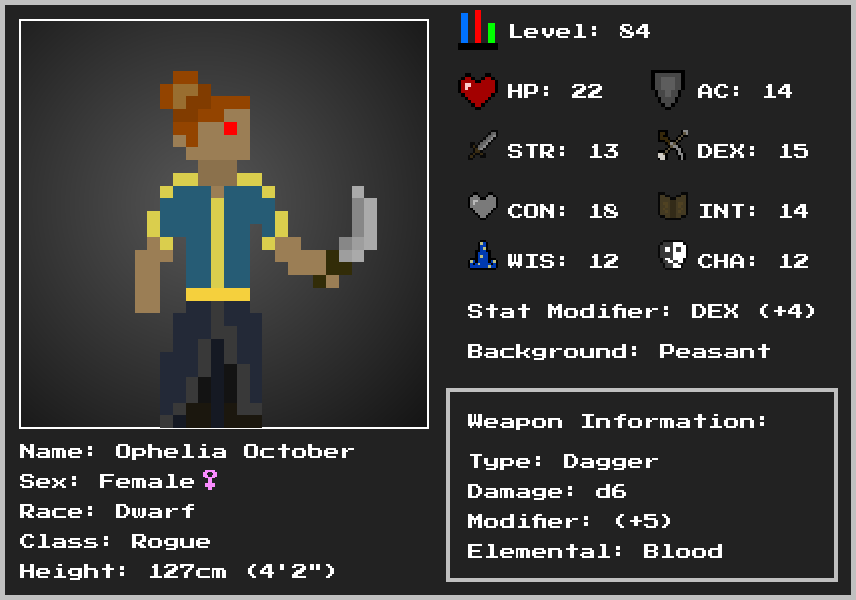 Level: 84
HP: 22
AC: 14
STR: 13
DEX: 15
CON: 18
INT: 14
WIS: 12
CHA: 12
Stat Modifier: DEX (+4)
Background: Peasant
Name: Ophelia October
Sex: Female♀
Race: Dwarf
Class: Rogue
Height: 127cm (4'2")
Weapon Information:
Type: Dagger
Damage: d6
Modifier: (+5)
Elemental: Blood